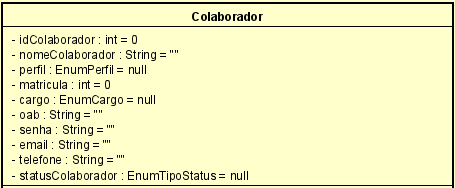 Colaborador
- idColaborador : int = 0
- nomeColaborador : String = ""
- perfil : EnumPerfil = null
- matricula : int = 0
- cargo : EnumCargo = null
- oab : String = ""
- senha : String = ""
- email : String = ""
- telefone : String = ""
- statusColaborador : EnumTipoStatus = null